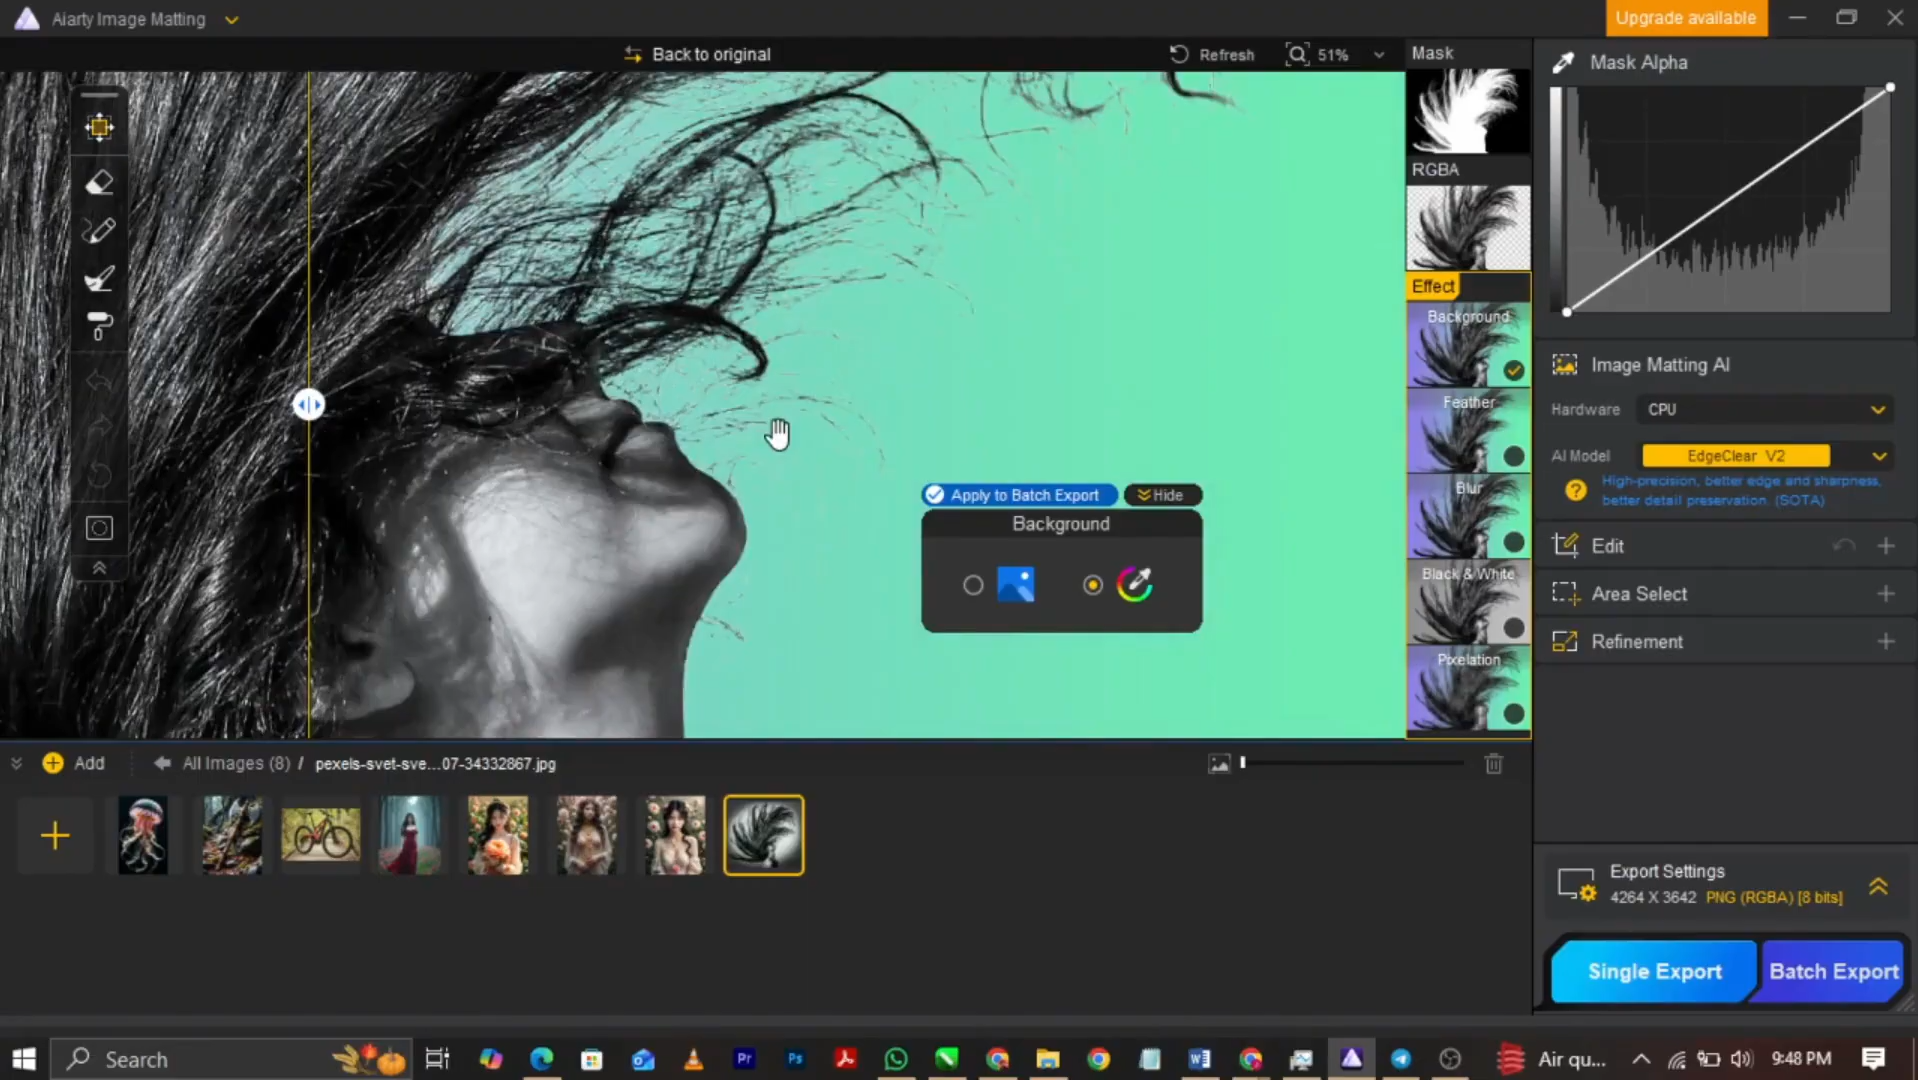 Aiarty Image Matting
Upgrade available
Back to original
Refresh
51%
Mask
RGBA
Effect
Background
Feather
Blur
Black & White
Pixelation
Mask Alpha
Image Matting AI
Hardware
CPU
AI Model
EdgeClear V2
High-precision, better edge and sharpness,
better detail preservation. (SOTA)
Edit
Area Select
Refinement
Apply to Batch Export
Hide
Background
Add
All Images (8) / pexels-svet-sve...07-34332867.jpg
Export Settings
4264 X 3642 PNG (RGBA) [8 bits]
Single Export
Batch Export
Search
Pr
Ps
Air qu...
9:48 PM